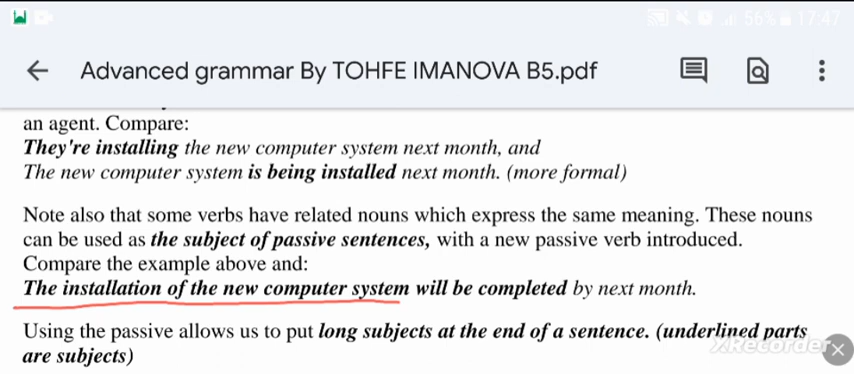 56% 17:47
Advanced grammar By TOHFE IMANOVA B5.pdf
an agent. Compare:
They're installing the new computer system next month, and
The new computer system is being installed next month. (more formal)
Note also that some verbs have related nouns which express the same meaning. These nouns
can be used as the subject of passive sentences, with a new passive verb introduced.
Compare the example above and:
The installation of the new computer system will be completed by next month.
Using the passive allows us to put long subjects at the end of a sentence. (underlined parts
are subjects)
XRecorder